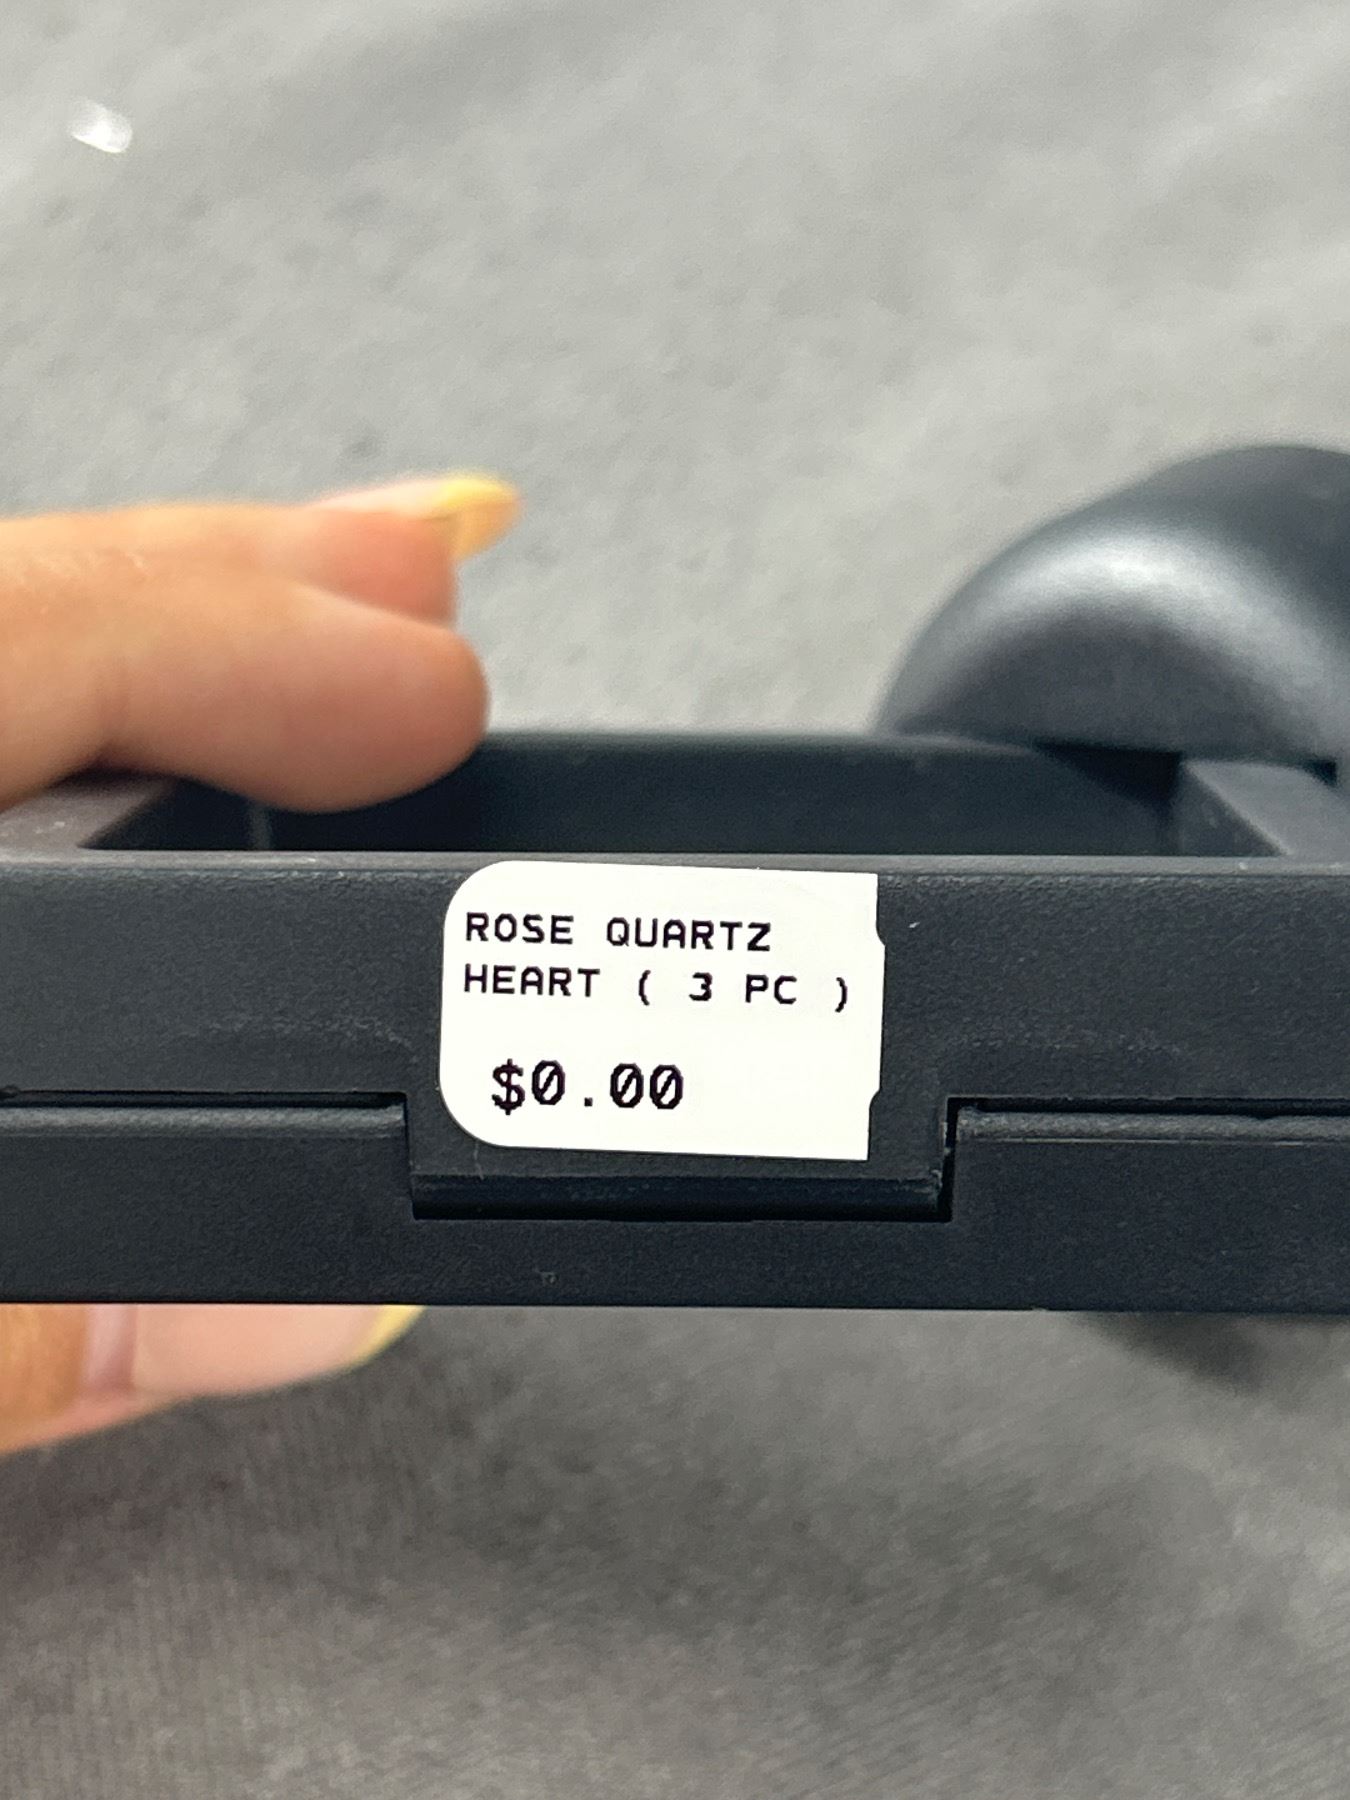 ROSE QUARTZ
HEART ( 3 PC )
$0.00